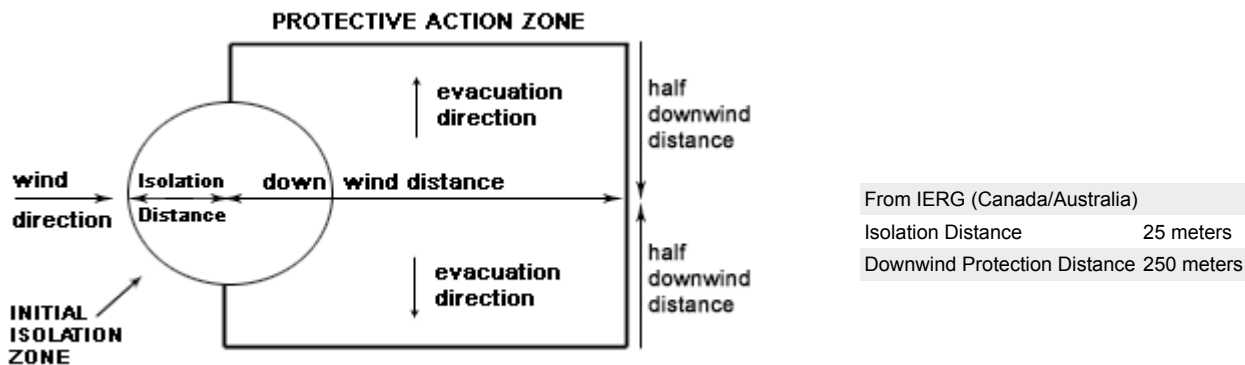 PROTECTIVE ACTION ZONE
evacuation
direction
half
downwind
distance
wind
direction
Isolation
Distance
down wind distance
evacuation
direction
half
downwind
distance
INITIAL
ISOLATION
ZONE
From IERG (Canada/Australia)
Isolation Distance 25 meters
Downwind Protection Distance 250 meters